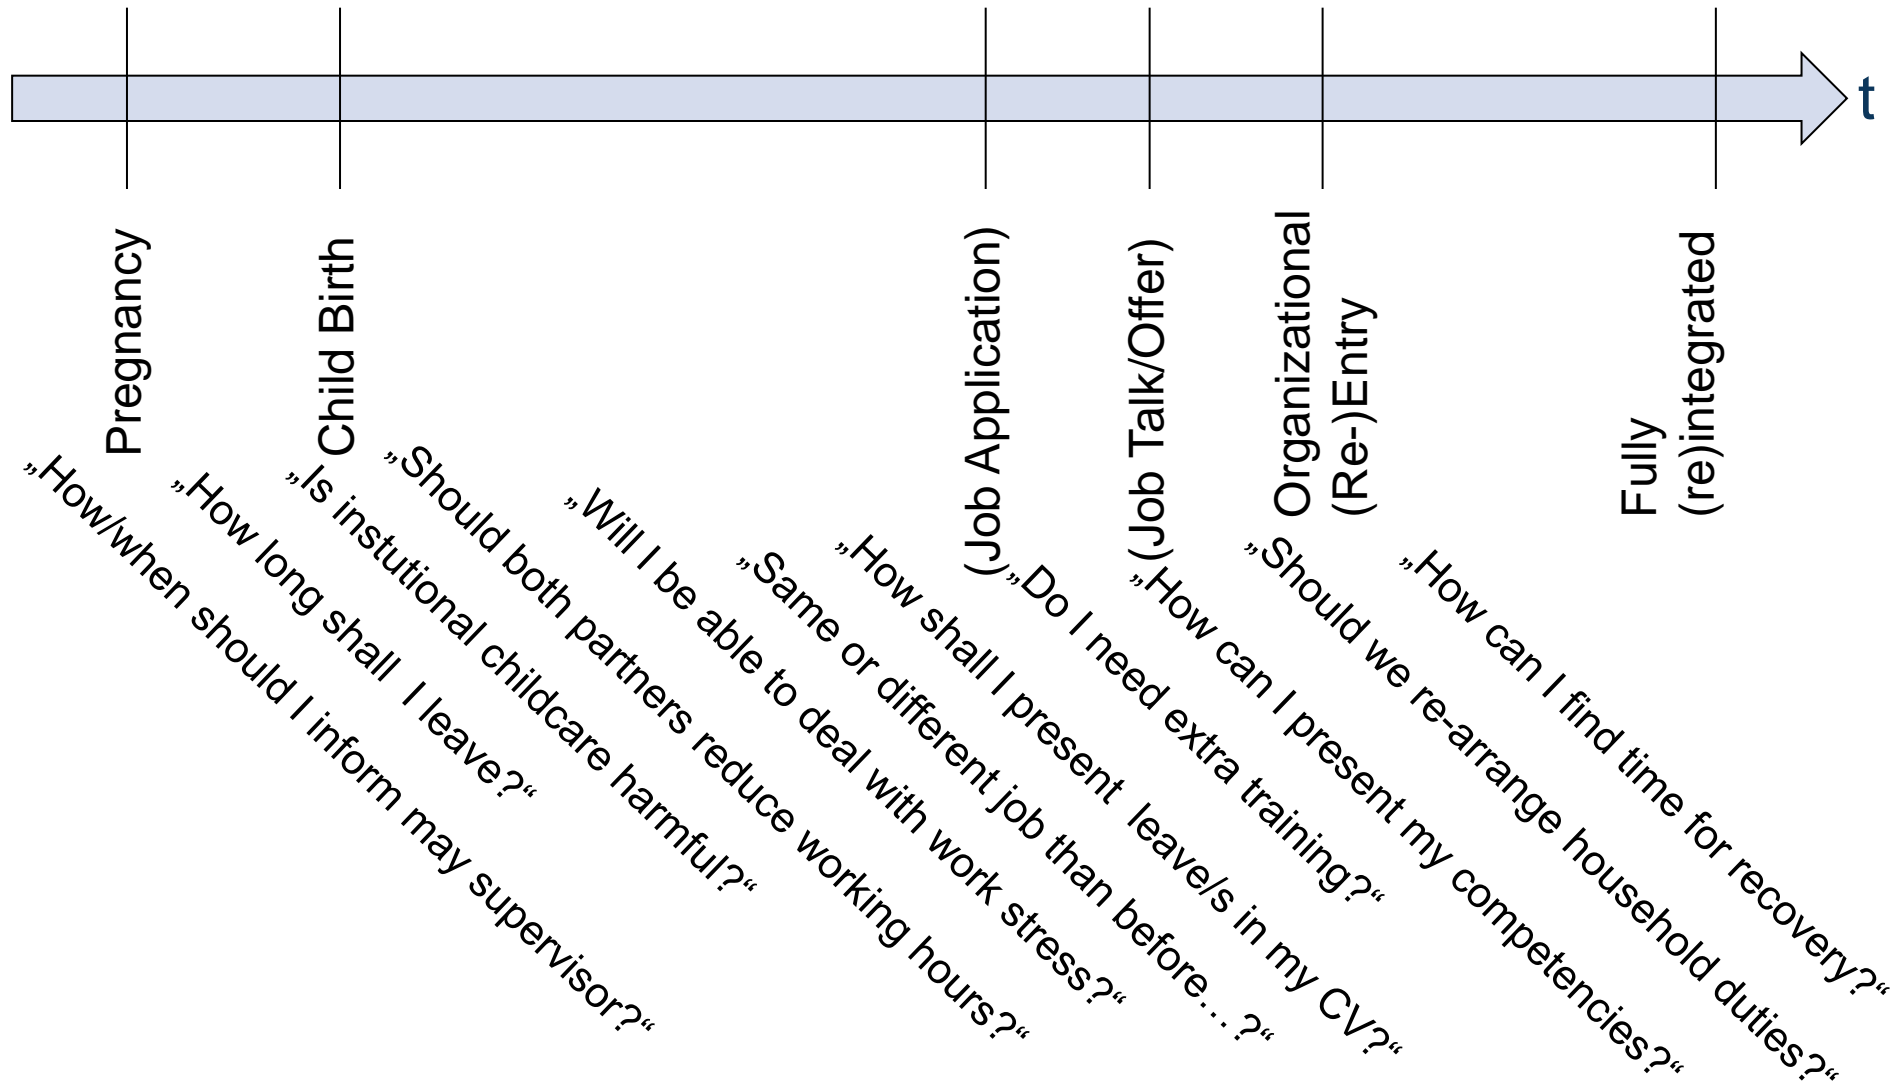 t
Pregnancy
Child Birth
(Job Application)
(Job Talk/Offer)
Organizational
(Re-)Entry
Fully
(re)integrated
„How/when should I inform may supervisor?“
„How long shall I leave?“
„Is instutional childcare harmful?“
„Should both partners reduce working hours?“
„Will I be able to deal with work stress?“
„Same or different job than before…?“
„How shall I present leave/s in my CV?“
„Do I need extra training?“
„How can I present my competencies?“
„Should we re-arrange household duties?“
„How can I find time for recovery?“